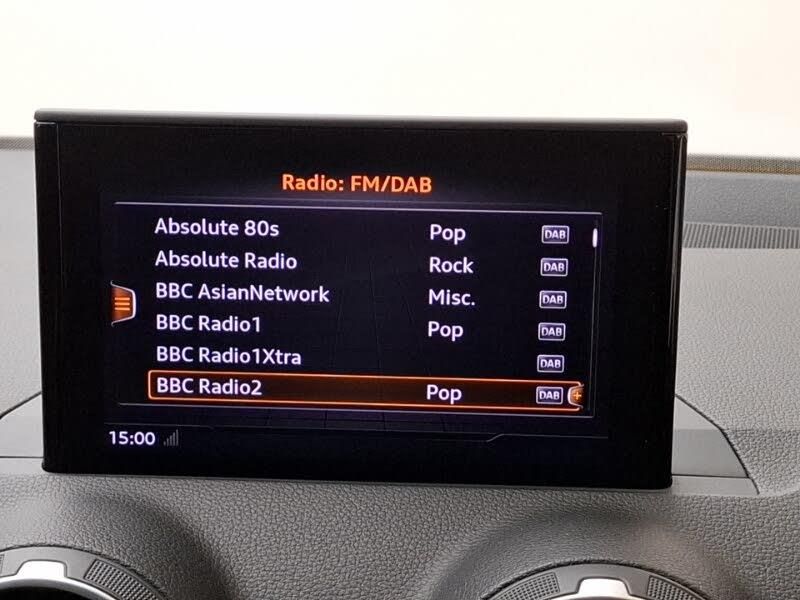 Radio: FM/DAB
Absolute 80s Pop DAB
Absolute Radio Rock DAB
BBC AsianNetwork Misc. DAB
BBC Radio1 Pop DAB
BBC Radio1Xtra DAB
BBC Radio2 Pop DAB +
15:00